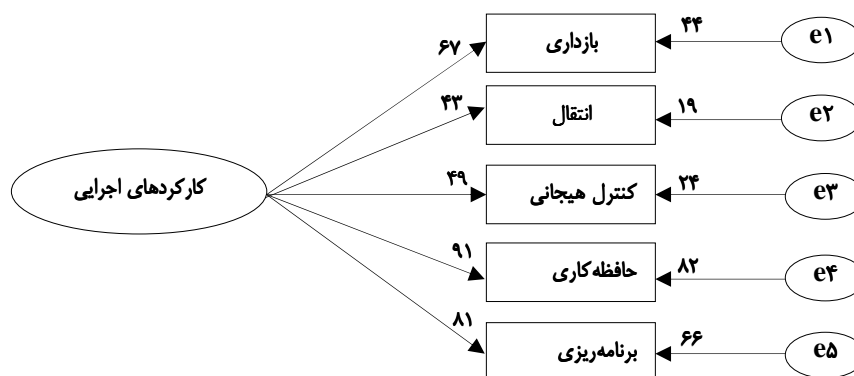 کارکردهای اجرایی
۶۷
۴۳
۴۹
۹۱
۸۱
بازداری
انتقال
کنترل هیجانی
حافظه‌کاری
برنامه‌ریزی
۴۴
۱۹
۲۴
۸۲
۶۶
e۱
e۲
e۳
e۴
e۵